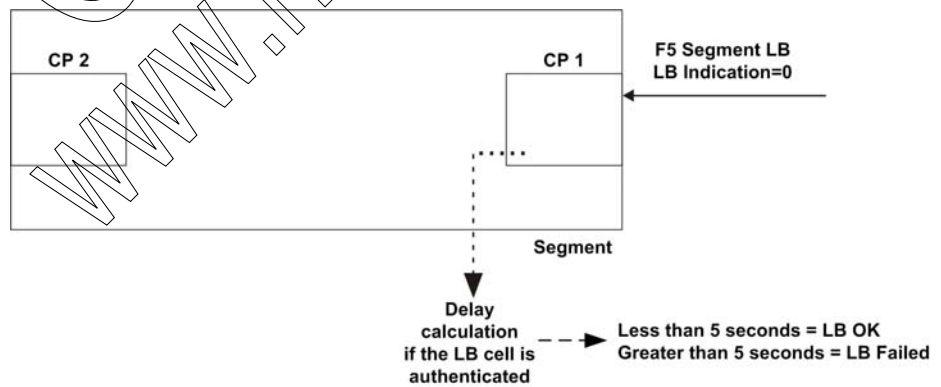 CP 2
CP 1
F5 Segment LB
LB Indication=0
Segment
Delay
calculation
if the LB cell is
authenticated
Less than 5 seconds = LB OK
Greater than 5 seconds = LB Failed
www.